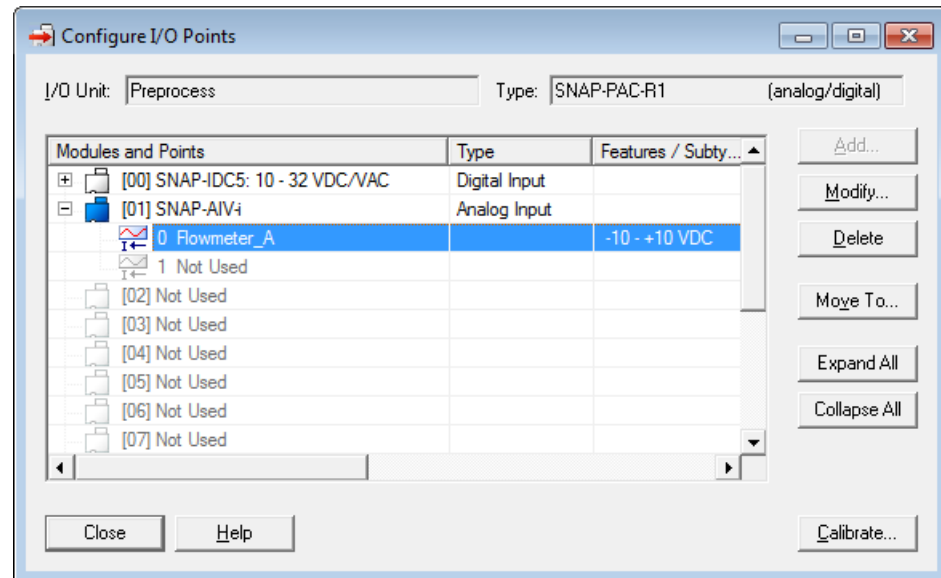 Configure I/O Points
I/O Unit: Preprocess Type: SNAP-PAC-R1 (analog/digital)
Modules and Points Type Features / Subty...
[00] SNAP-IDC5: 10 - 32 VDC/VAC Digital Input
[01] SNAP-AIV-i Analog Input
0 Flowmeter_A -10 - +10 VDC
1 Not Used
[02] Not Used
[03] Not Used
[04] Not Used
[05] Not Used
[06] Not Used
[07] Not Used
Add...
Modify...
Delete
Move To...
Expand All
Collapse All
Close Help Calibrate...